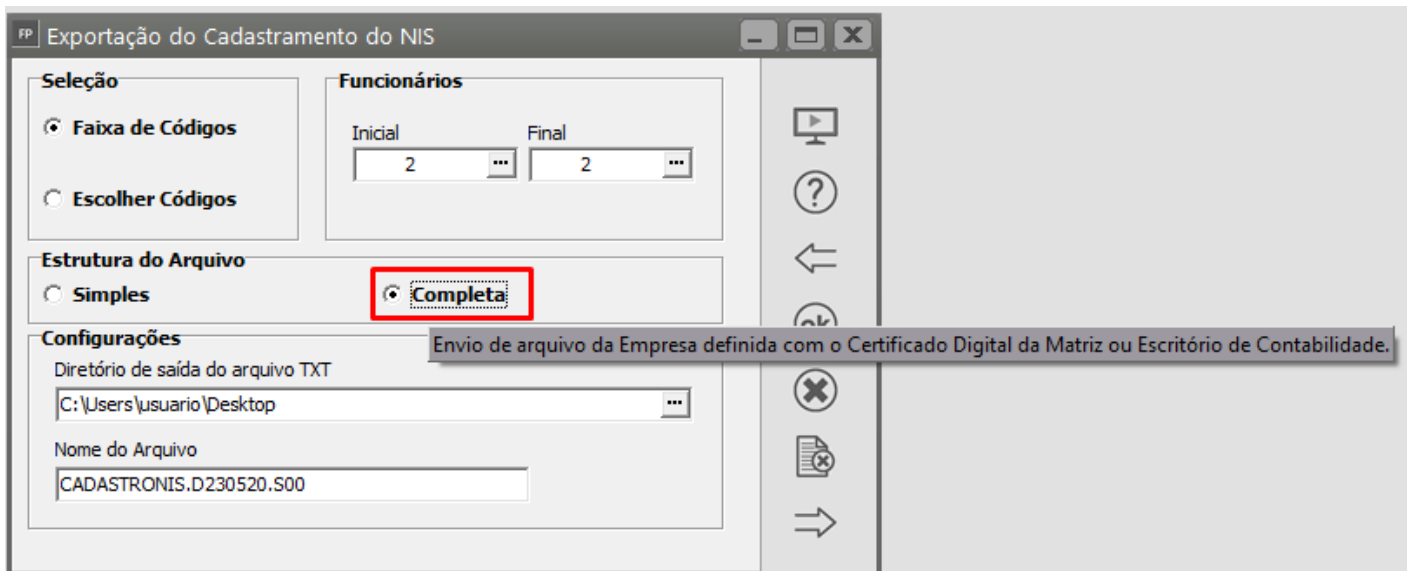 FP Exportação do Cadastramento do NIS
Seleção
Faixa de Códigos
Escolher Códigos
Funcionários
Inicial Final
2 ... 2 ...
Estrutura do Arquivo
Simples Completa
Configurações
Envio de arquivo da Empresa definida com o Certificado Digital da Matriz ou Escritório de Contabilidade.
Diretório de saída do arquivo TXT
C:\Users\usuario\Desktop ...
Nome do Arquivo
CADASTRONIS.D230520.S00
?
ok